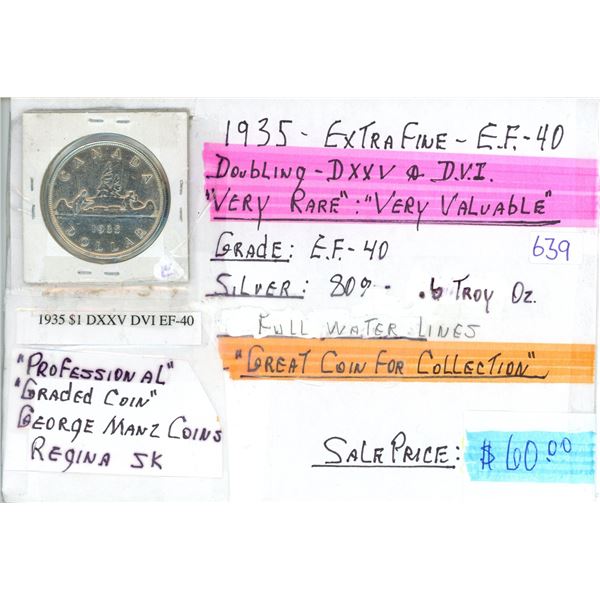 CANADA
1935
DOLLAR
1935 $1 DXXV DVI EF-40
"PROFESSIONAL"
"GRADED COIN"
GEORGE MANZ COINS
REGINA SK
1935 - EXTRA FINE - E.F.-40
DOUBLING - DXXV & D.V.I.
"VERY RARE": "VERY VALUABLE"
GRADE: E.F.-40
639
SILVER: 80% .6 TROY OZ.
FULL WATER LINES
"GREAT COIN FOR COLLECTION"
SALE PRICE: $60.00